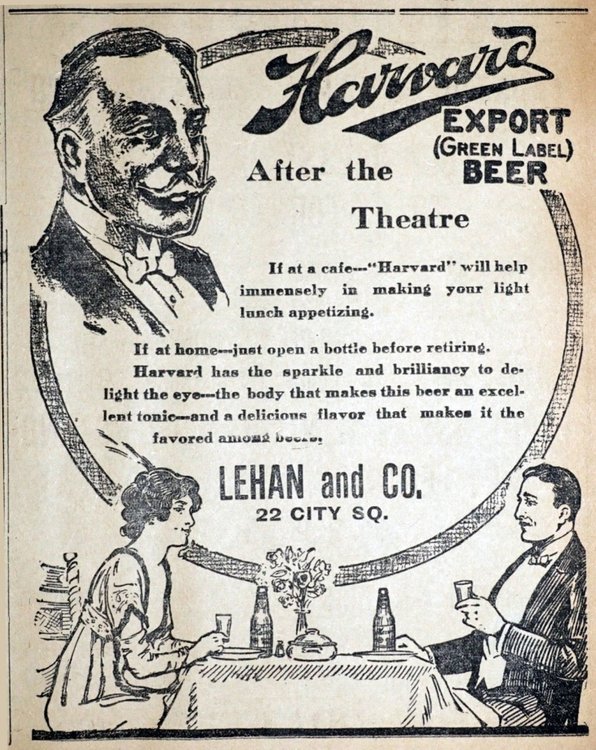 Harvard
EXPORT
(GREEN LABEL)
BEER
After the
Theatre
If at a cafe---"Harvard" will help
immensely in making your light
lunch appetizing.
If at home---just open a bottle before retiring.
Harvard has the sparkle and brilliancy to de-
light the eye---the body that makes this beer an excel-
lent tonic---and a delicious flavor that makes it the
favored among beers.
LEHAN and CO.
22 CITY SQ.